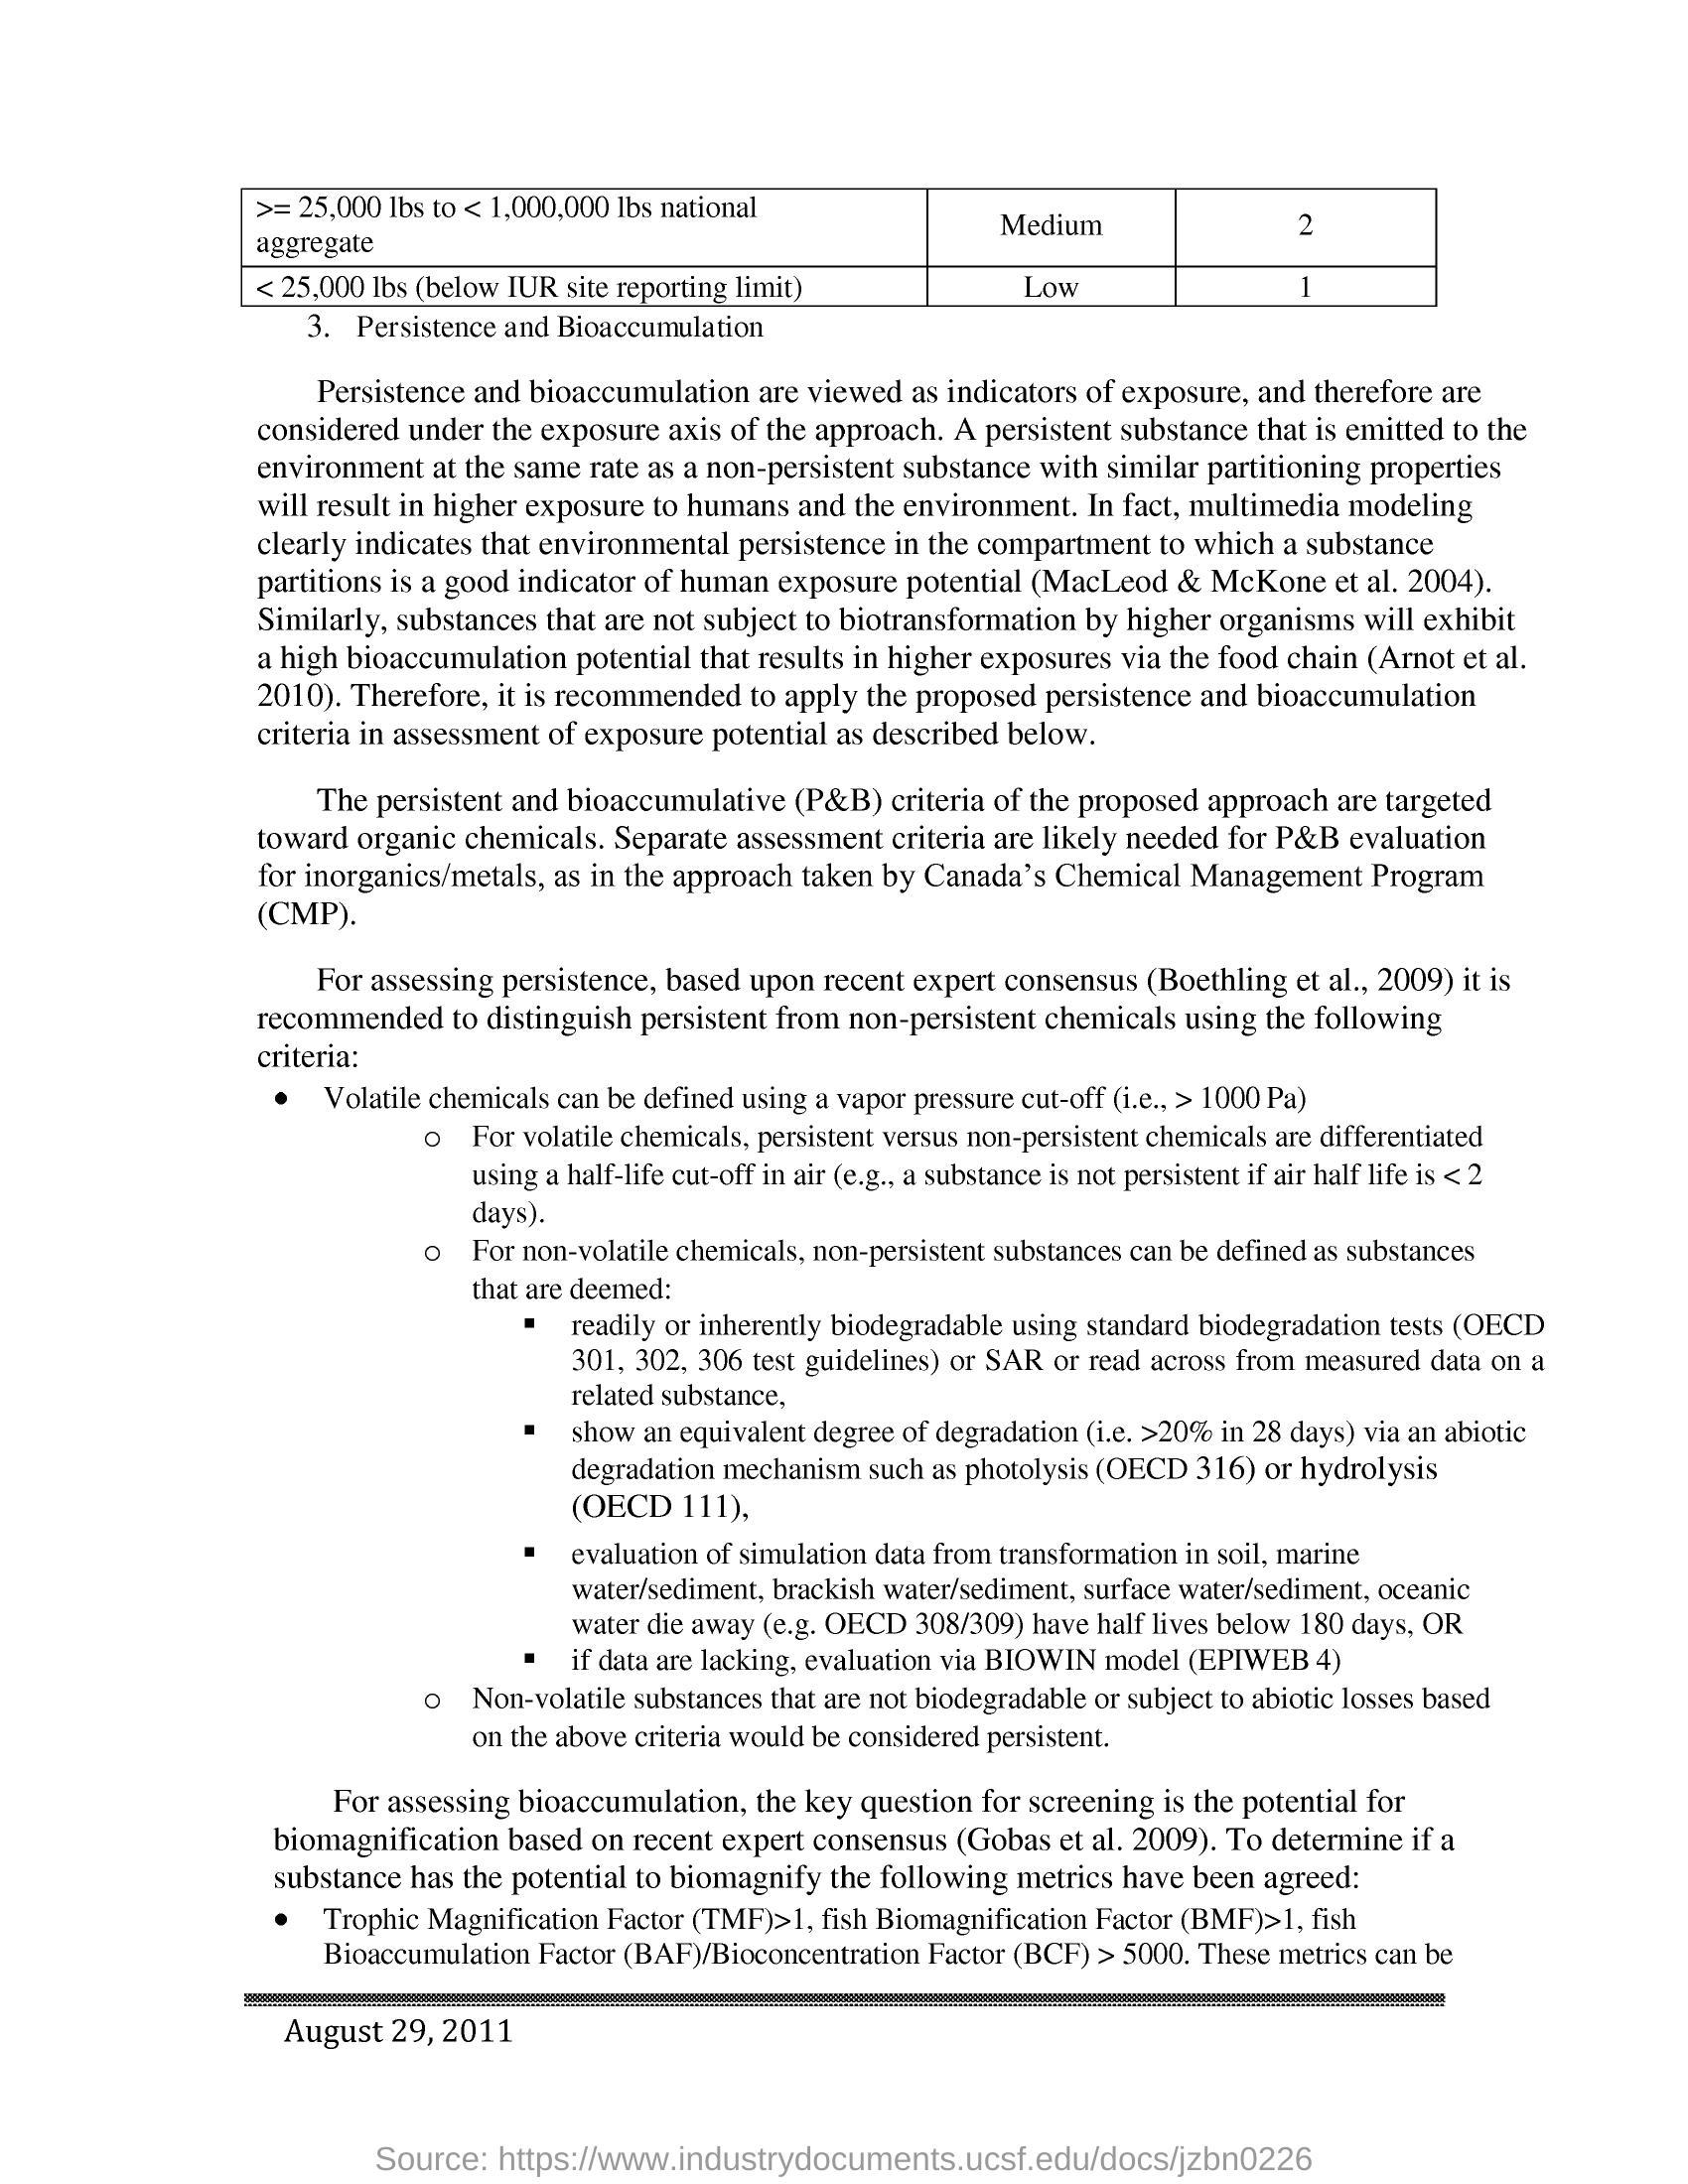 >= 25,000 lbs to < 1,000,000 lbs national
aggregate
Medium
2
< 25,000 lbs (below IUR site reporting limit)
Low
1
3. Persistence and Bioaccumulation
Persistence and bioaccumulation are viewed as indicators of exposure, and therefore are
considered under the exposure axis of the approach. A persistent substance that is emitted to the
environment at the same rate as a non-persistent substance with similar partitioning properties
will result in higher exposure to humans and the environment. In fact, multimedia modeling
clearly indicates that environmental persistence in the compartment to which a substance
partitions is a good indicator of human exposure potential (MacLeod & McKone et al. 2004).
Similarly, substances that are not subject to biotransformation by higher organisms will exhibit
a high bioaccumulation potential that results in higher exposures via the food chain (Arnot et al.
2010). Therefore, it is recommended to apply the proposed persistence and bioaccumulation
criteria in assessment of exposure potential as described below.
The persistent and bioaccumulative (P&B) criteria of the proposed approach are targeted
toward organic chemicals. Separate assessment criteria are likely needed for P&B evaluation
for inorganics/metals, as in the approach taken by Canada's Chemical Management Program
(CMP).
For assessing persistence, based upon recent expert consensus (Boethling et al., 2009) it is
recommended to distinguish persistent from non-persistent chemicals using the following
criteria:
• Volatile chemicals can be defined using a vapor pressure cut-off (i.e., > 1000 Pa)
o For volatile chemicals, persistent versus non-persistent chemicals are differentiated
using a half-life cut-off in air (e.g., a substance is not persistent if air half life is < 2
days).
o For non-volatile chemicals, non-persistent substances can be defined as substances
that are deemed:
▪ readily or inherently biodegradable using standard biodegradation tests (OECD
301, 302, 306 test guidelines) or SAR or read across from measured data on a
related substance,
▪ show an equivalent degree of degradation (i.e. >20% in 28 days) via an abiotic
degradation mechanism such as photolysis (OECD 316) or hydrolysis
(OECD 111),
▪ evaluation of simulation data from transformation in soil, marine
water/sediment, brackish water/sediment, surface water/sediment, oceanic
water die away (e.g. OECD 308/309) have half lives below 180 days, OR
▪ if data are lacking, evaluation via BIOWIN model (EPIWEB 4)
o Non-volatile substances that are not biodegradable or subject to abiotic losses based
on the above criteria would be considered persistent.
For assessing bioaccumulation, the key question for screening is the potential for
biomagnification based on recent expert consensus (Gobas et al. 2009). To determine if a
substance has the potential to biomagnify the following metrics have been agreed:
• Trophic Magnification Factor (TMF)>1, fish Biomagnification Factor (BMF)>1, fish
Bioaccumulation Factor (BAF)/Bioconcentration Factor (BCF) > 5000. These metrics can be
August 29, 2011
Source: https://www.industrydocuments.ucsf.edu/docs/jzbn0226